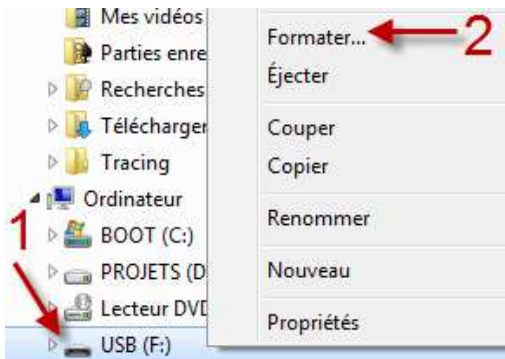 Mes vidéos
Parties enre
Recherches
Télécharger
Tracing
Ordinateur
BOOT (C:)
PROJETS (D
Lecteur DVD
USB (F:)
1
Formater...
2
Éjecter
Couper
Copier
Renommer
Nouveau
Propriétés